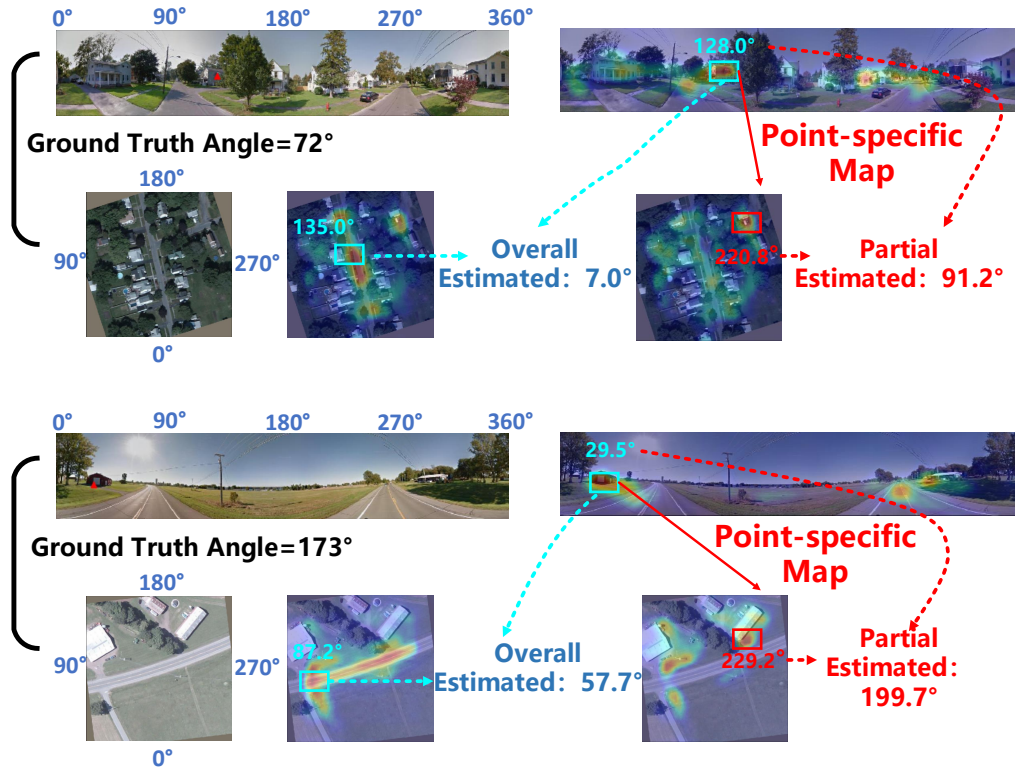 0° 90° 180° 270° 360°
128.0°
Ground Truth Angle=72°
Point-specific
Map
180°
135.0°
90° 270°
220.8°
Overall
Estimated: 7.0°
Partial
Estimated: 91.2°
0°
0° 90° 180° 270° 360°
29.5°
Ground Truth Angle=173°
Point-specific
Map
180°
87.2°
90° 270°
229.2°
Overall
Estimated: 57.7°
Partial
Estimated:
199.7°
0°